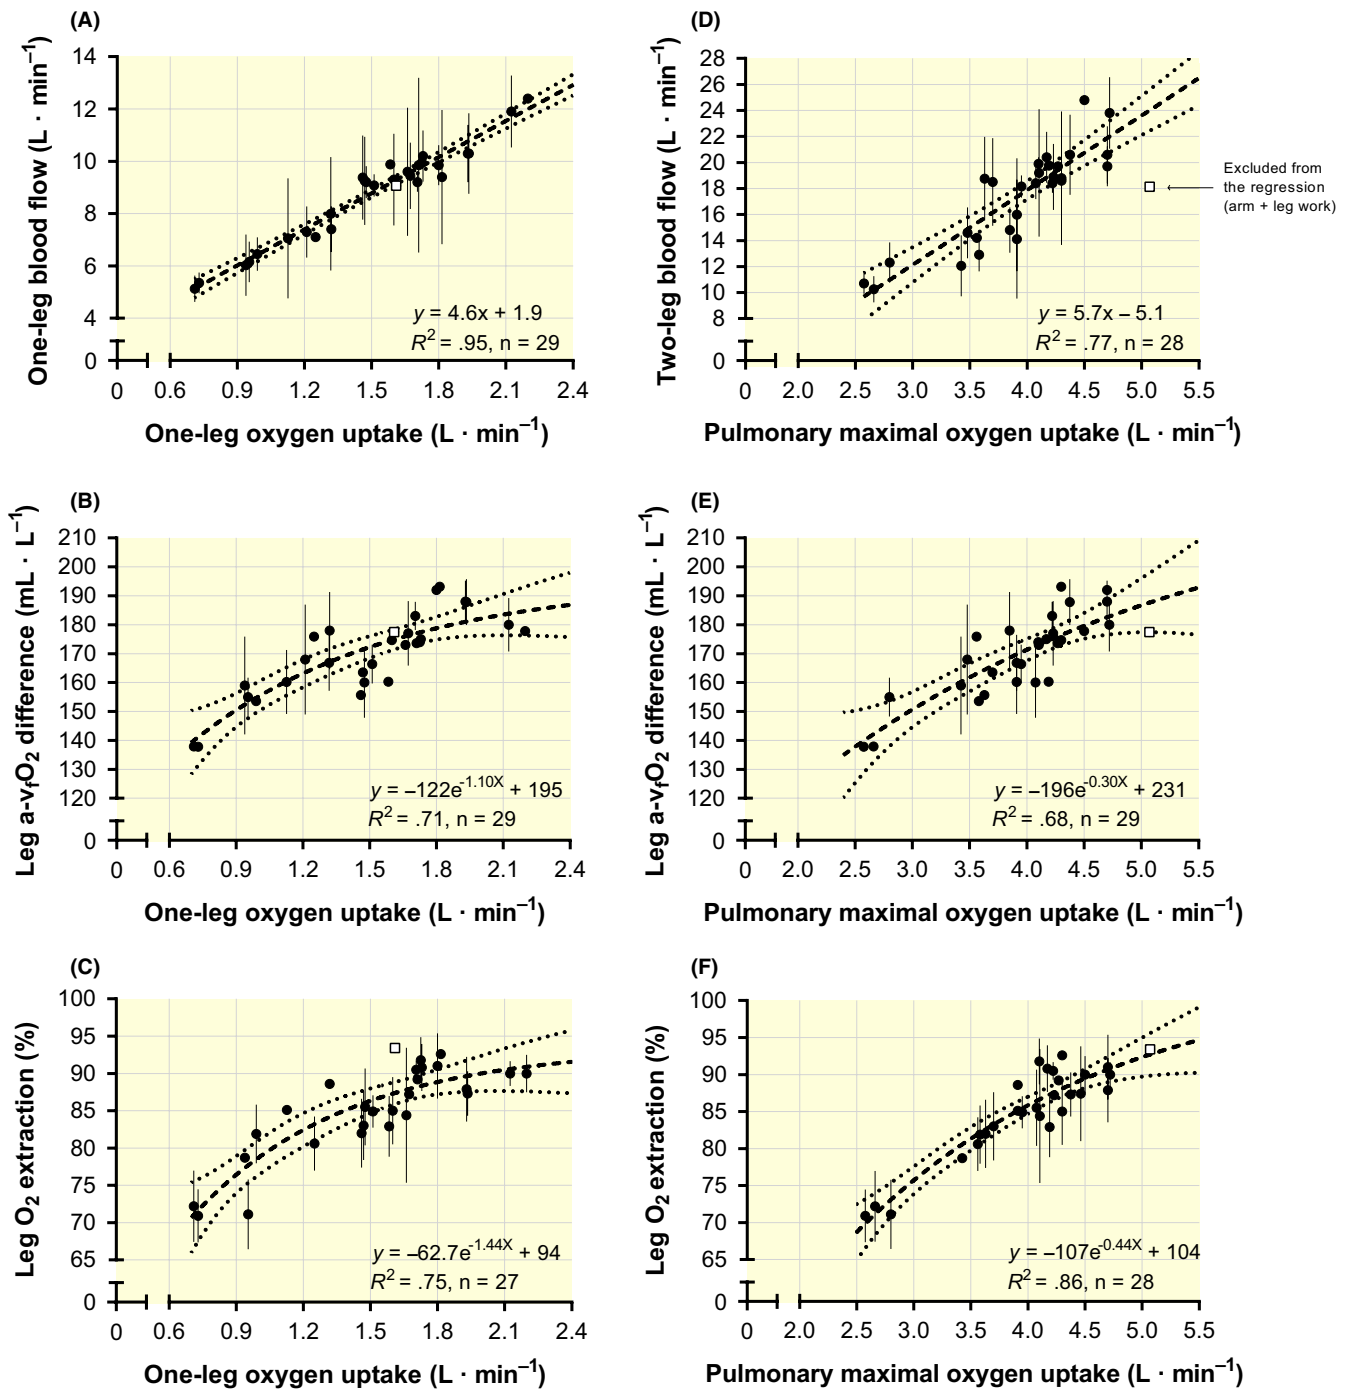 (A)
One-leg blood flow (L · min⁻¹)
14
12
10
8
6
4
0
y = 4.6x + 1.9
R² = .95, n = 29
0 0.6 0.9 1.2 1.5 1.8 2.1 2.4
One-leg oxygen uptake (L · min⁻¹)
(D)
Two-leg blood flow (L · min⁻¹)
28
26
24
22
20
18
16
14
12
10
8
0
Excluded from
the regression
(arm + leg work)
y = 5.7x – 5.1
R² = .77, n = 28
0 2.0 2.5 3.0 3.5 4.0 4.5 5.0 5.5
Pulmonary maximal oxygen uptake (L · min⁻¹)
(B)
Leg a-vfO₂ difference (mL · L⁻¹)
210
200
190
180
170
160
150
140
130
120
0
y = –122e^-1.10X + 195
R² = .71, n = 29
0 0.6 0.9 1.2 1.5 1.8 2.1 2.4
One-leg oxygen uptake (L · min⁻¹)
(E)
Leg a-vfO₂ difference (mL · L⁻¹)
210
200
190
180
170
160
150
140
130
120
0
y = –196e^-0.30X + 231
R² = .68, n = 29
0 2.0 2.5 3.0 3.5 4.0 4.5 5.0 5.5
Pulmonary maximal oxygen uptake (L · min⁻¹)
(C)
Leg O₂ extraction (%)
100
95
90
85
80
75
70
65
0
y = –62.7e^-1.44X + 94
R² = .75, n = 27
0 0.6 0.9 1.2 1.5 1.8 2.1 2.4
One-leg oxygen uptake (L · min⁻¹)
(F)
Leg O₂ extraction (%)
100
95
90
85
80
75
70
65
0
y = –107e^-0.44X + 104
R² = .86, n = 28
0 2.0 2.5 3.0 3.5 4.0 4.5 5.0 5.5
Pulmonary maximal oxygen uptake (L · min⁻¹)